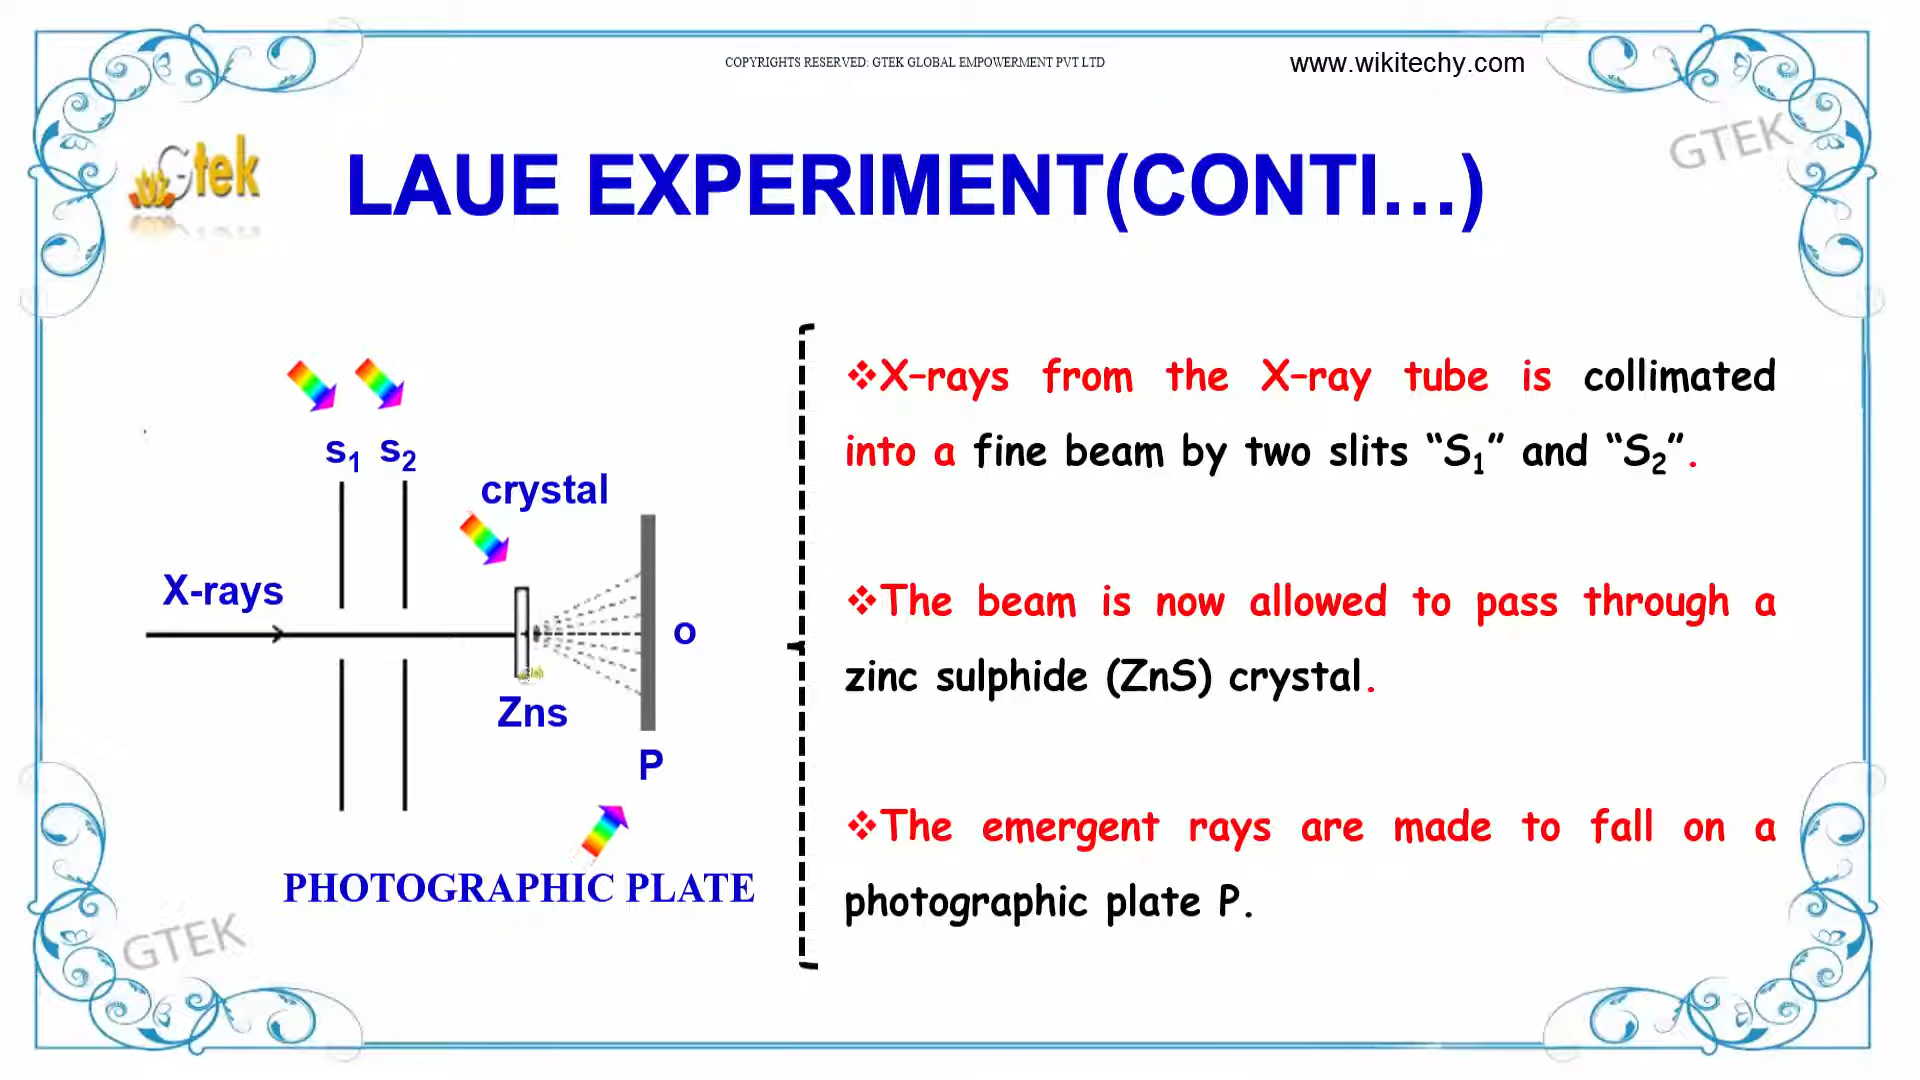 COPYRIGHTS RESERVED: GTEK GLOBAL EMPOWERMENT PVT LTD
www.wikitechy.com
Gtek
GTEK
LAUE EXPERIMENT(CONTI...)
S1 S2
crystal
X-rays
o
Zns
P
PHOTOGRAPHIC PLATE
❖X–rays from the X–ray tube is collimated
into a fine beam by two slits “S1” and “S2”.
❖The beam is now allowed to pass through a
zinc sulphide (ZnS) crystal.
❖The emergent rays are made to fall on a
photographic plate P.
GTEK